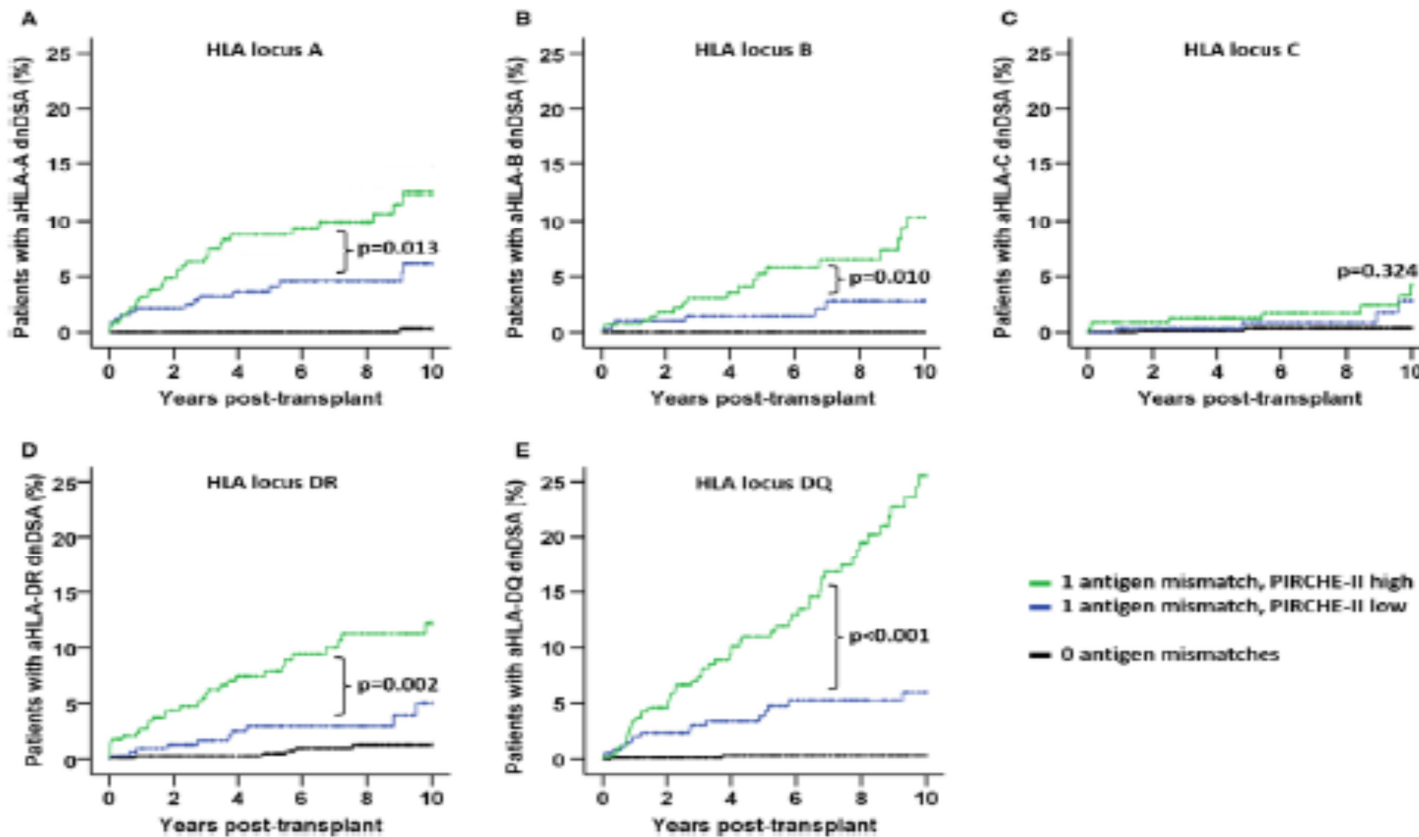 A
HLA locus A
Patients with aHLA-A dnDSA (%)
25
20
15
10
5
0
p=0.013
0 2 4 6 8 10
Years post-transplant
B
HLA locus B
Patients with aHLA-B dnDSA (%)
25
20
15
10
5
0
p=0.010
0 2 4 6 8 10
Years post-transplant
C
HLA locus C
Patients with aHLA-C dnDSA (%)
25
20
15
10
5
0
p=0.324
0 2 4 6 8 10
Years post-transplant
D
HLA locus DR
Patients with aHLA-DR dnDSA (%)
25
20
15
10
5
0
p=0.002
0 2 4 6 8 10
Years post-transplant
E
HLA locus DQ
Patients with aHLA-DQ dnDSA (%)
25
20
15
10
5
0
p<0.001
0 2 4 6 8 10
Years post-transplant
1 antigen mismatch, PIRCHE-II high
1 antigen mismatch, PIRCHE-II low
0 antigen mismatches